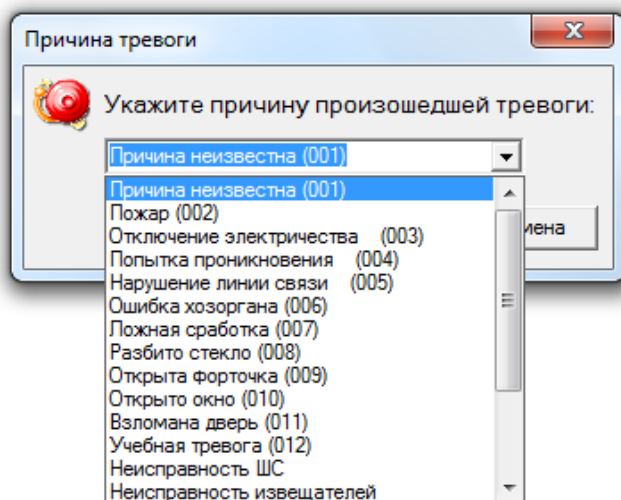 Причина тревоги
Укажите причину произошедшей тревоги:
Причина неизвестна (001)
Причина неизвестна (001)
Пожар (002)
Отключение электричества (003)
мена
Попытка проникновения (004)
Нарушение линии связи (005)
Ошибка хозоргана (006)
Ложная сработка (007)
Разбито стекло (008)
Открыта форточка (009)
Открыто окно (010)
Взломана дверь (011)
Учебная тревога (012)
Неисправность ШС
Неисправность извещателей